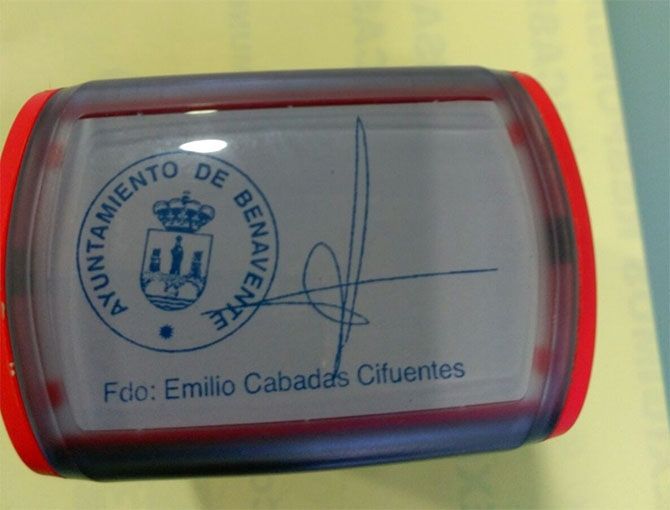 AYUNTAMIENTO DE BENAVENTE
Fdo: Emilio Cabadas Cifuentes